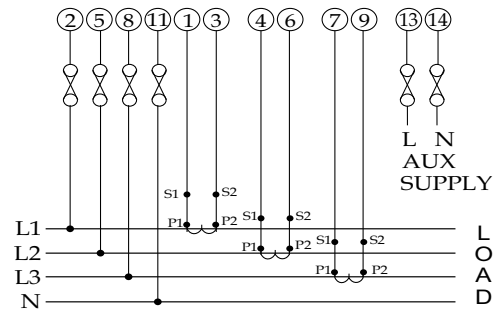 2 5 8 11 1 3 4 6 7 9 13 14
L N
AUX
SUPPLY
S1 S2
S1 S2
P1 P2
L1 L
S1 S2
P1 P2
L2 O
P1 P2
L3 A
N D